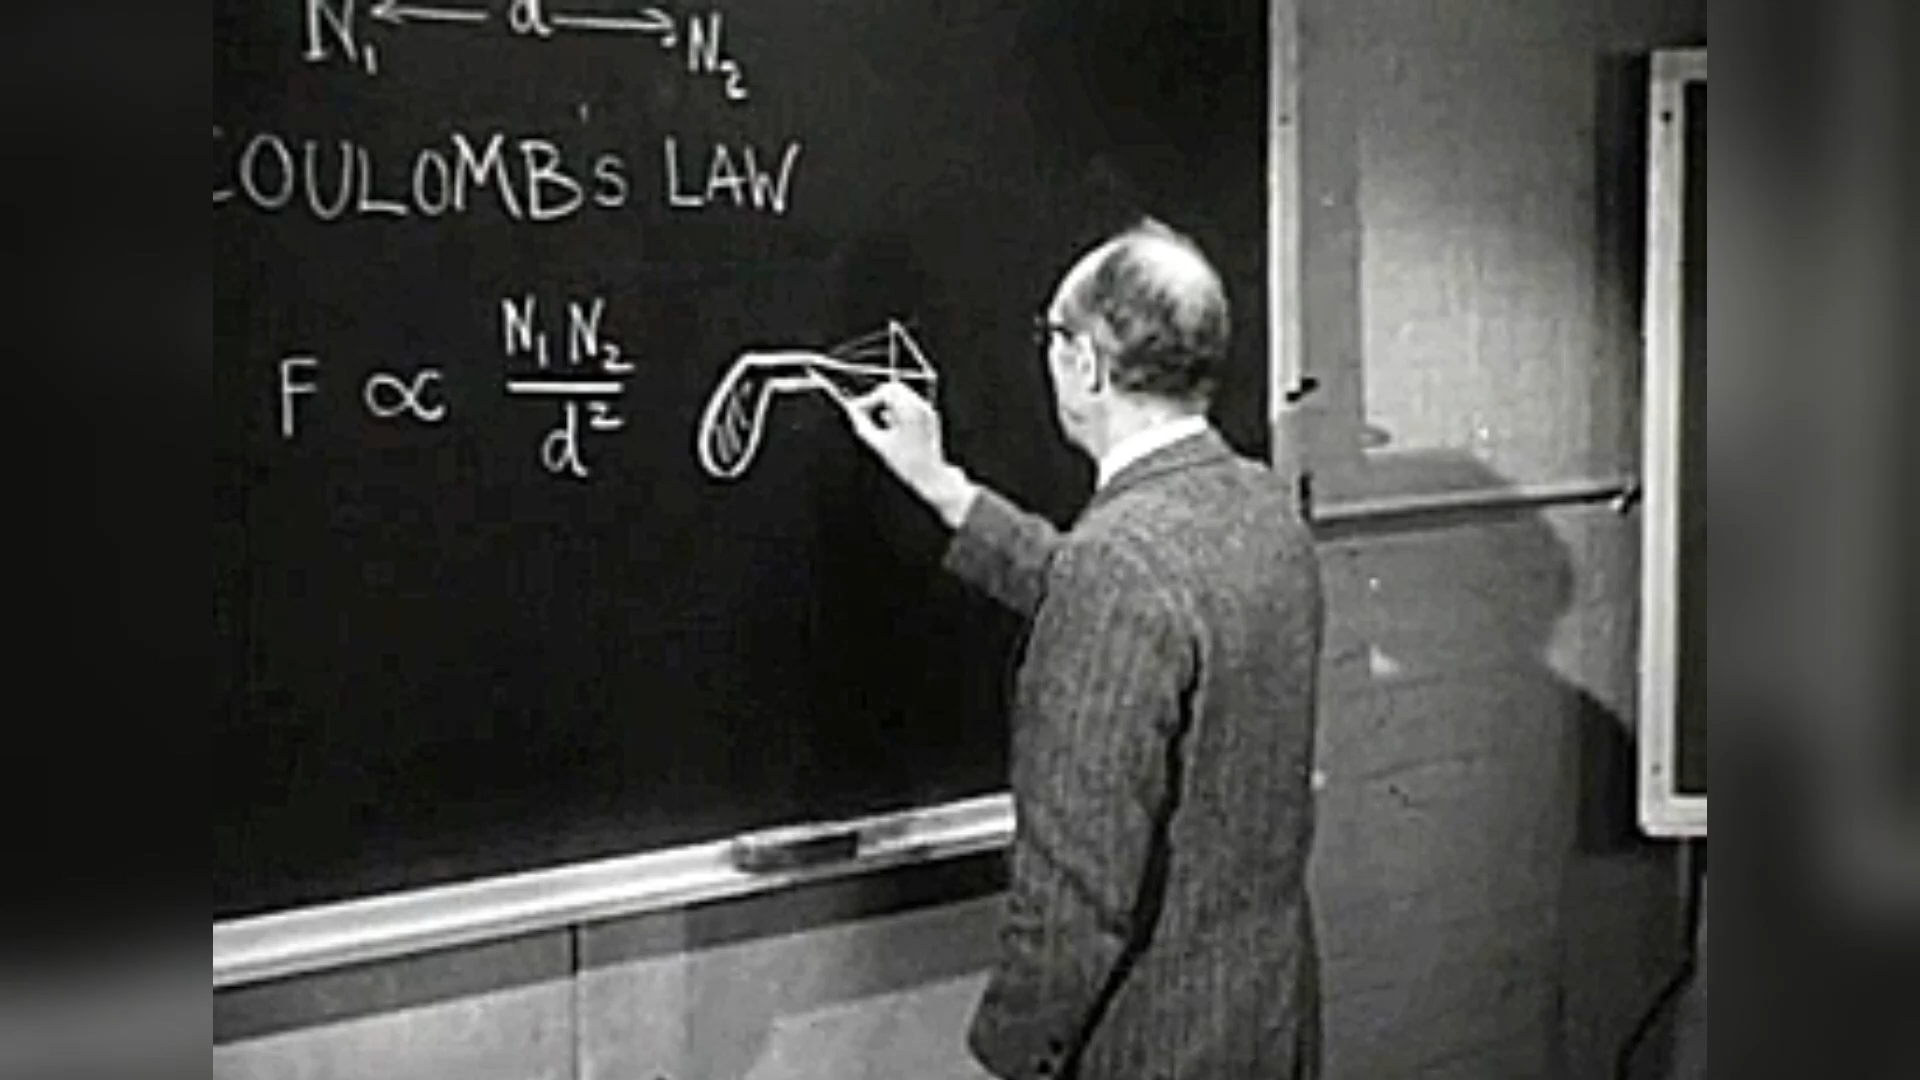 N₁ ← d → N₂
COULOMBS LAW
F ∝ N₁ N₂ / d²